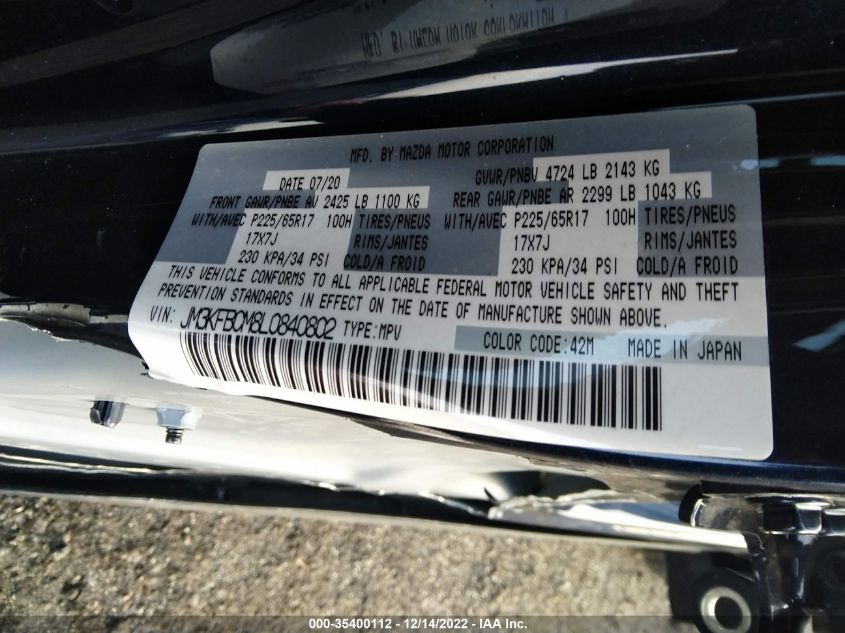 MFD. BY MAZDA MOTOR CORPORATION
DATE 07/20 GVWR/PNBV 4724 LB 2143 KG
FRONT GAWR/PNBE AV 2425 LB 1100 KG REAR GAWR/PNBE AR 2299 LB 1043 KG
WITH/AVEC P225/65R17 100H TIRES/PNEUS WITH/AVEC P225/65R17 100H TIRES/PNEUS
17X7J RIMS/JANTES 17X7J RIMS/JANTES
230 KPA/34 PSI COLD/A FROID 230 KPA/34 PSI COLD/A FROID
THIS VEHICLE CONFORMS TO ALL APPLICABLE FEDERAL MOTOR VEHICLE SAFETY AND THEFT
PREVENTION STANDARDS IN EFFECT ON THE DATE OF MANUFACTURE SHOWN ABOVE.
VIN: JM3KFBCM8L0840802 TYPE:MPV COLOR CODE:42M MADE IN JAPAN
000-35400112 - 12/14/2022 - IAA Inc.